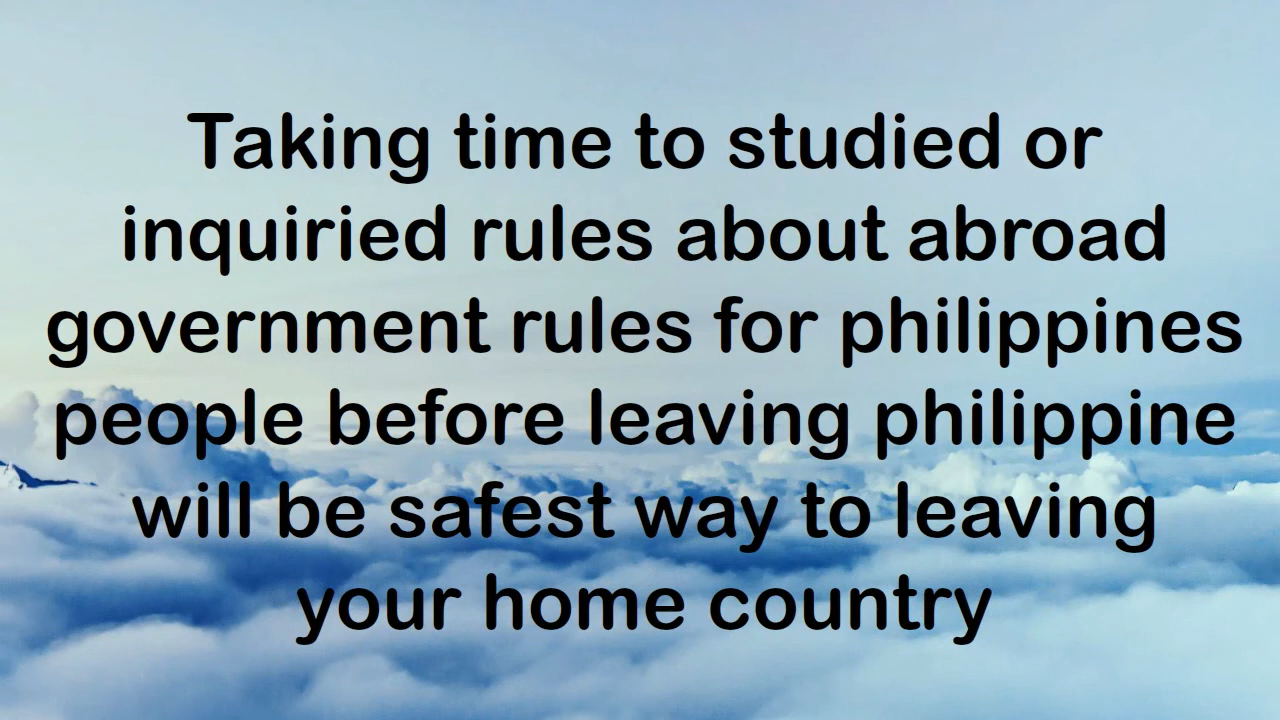 Taking time to studied or
inquiried rules about abroad
government rules for philippines
people before leaving philippine
will be safest way to leaving
your home country